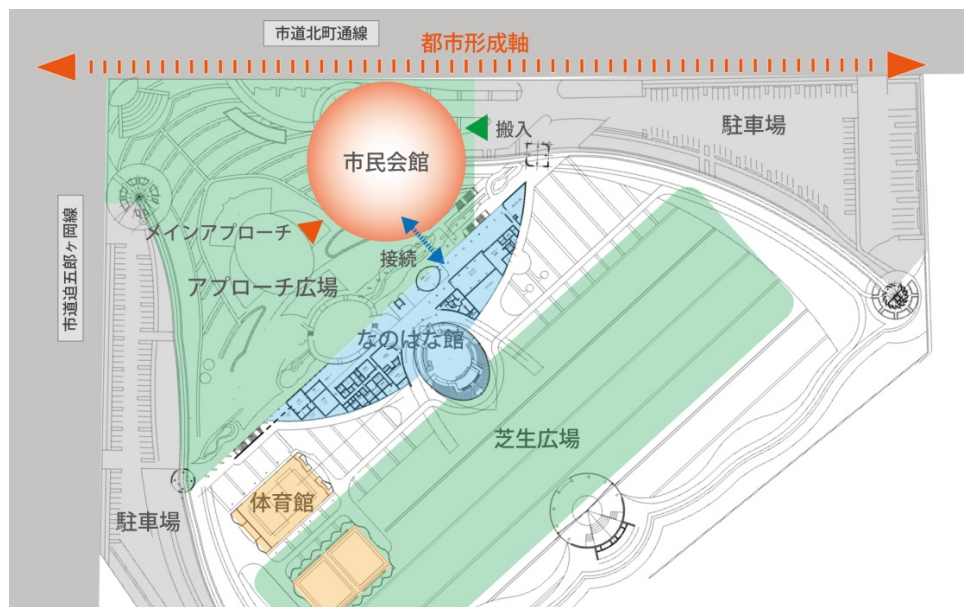 市道北町通線
都市形成軸
搬入
駐車場
市民会館
メインアプローチ
接続
アプローチ広場
市道迫五郎ヶ岡線
なのはな館
芝生広場
体育館
駐車場